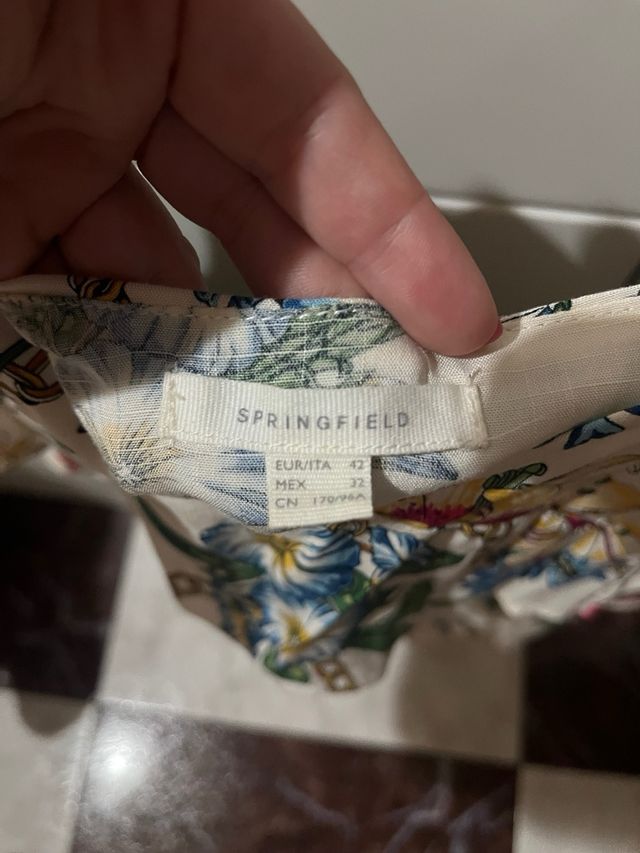 SPRINGFIELD
EUR/ITA 42
MEX 32
CN 170/96A